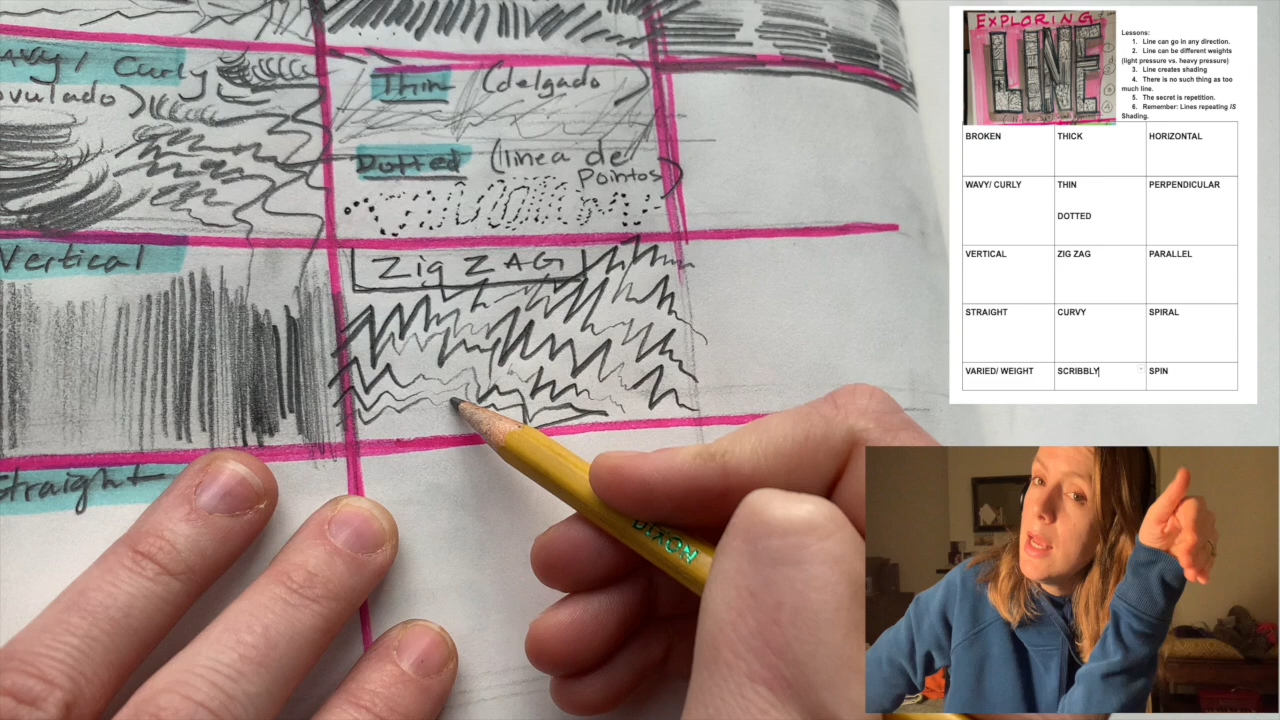 avy / Curly
ovulado)
Thin (delgado)
Dotted (linea de
Pointos)
Vertical
Zig ZAG
traight
DIXON
EXPLORING
LINE
Lessons:
1. Line can go in any direction.
2. Line can be different weights
(light pressure vs. heavy pressure)
3. Line creates shading
4. There is no such thing as too
much line.
5. The secret is repetition.
6. Remember: Lines repeating IS
Shading.
BROKEN THICK HORIZONTAL
WAVY/ CURLY THIN PERPENDICULAR
DOTTED
VERTICAL ZIG ZAG PARALLEL
STRAIGHT CURVY SPIRAL
VARIED/ WEIGHT SCRIBBLY SPIN